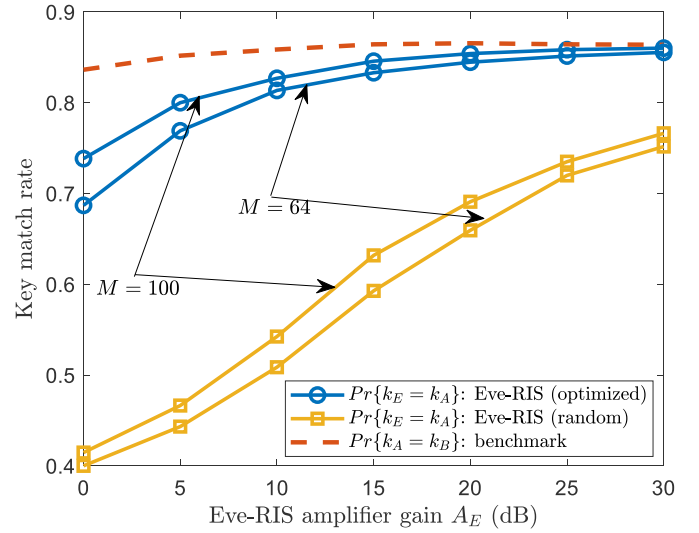 0.9
0.8
0.7
0.6
0.5
0.4
Key match rate
M = 64
M = 100
Pr{k_E = k_A}: Eve-RIS (optimized)
Pr{k_E = k_A}: Eve-RIS (random)
Pr{k_A = k_B}: benchmark
0 5 10 15 20 25 30
Eve-RIS amplifier gain A_E (dB)